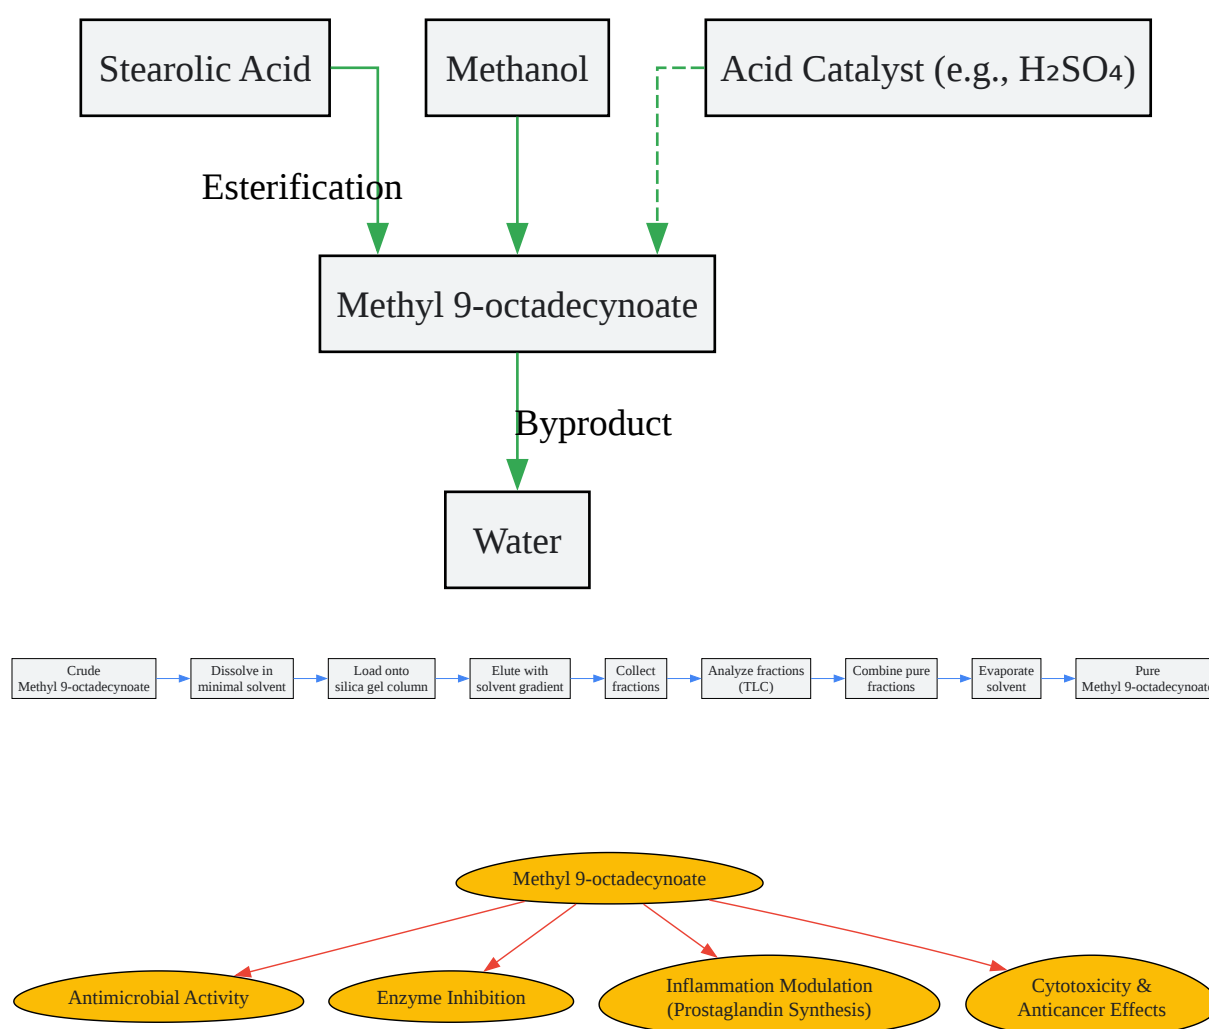 Stearolic Acid
Methanol
Acid Catalyst (e.g., H₂SO₄)
Esterification
Methyl 9-octadecynoate
Byproduct
Water
Crude
Methyl 9-octadecynoate
Dissolve in
minimal solvent
Load onto
silica gel column
Elute with
solvent gradient
Collect
fractions
Analyze fractions
(TLC)
Combine pure
fractions
Evaporate
solvent
Pure
Methyl 9-octadecynoate
Methyl 9-octadecynoate
Antimicrobial Activity
Enzyme Inhibition
Inflammation Modulation
(Prostaglandin Synthesis)
Cytotoxicity &
Anticancer Effects